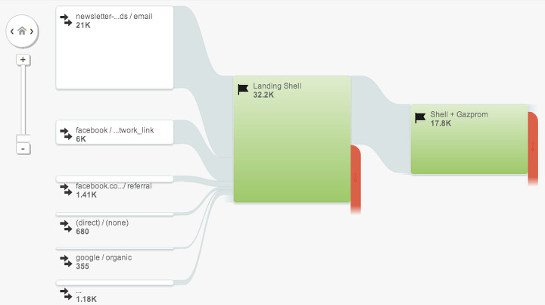 newsletter-...ds / email
21K
facebook / ...twork_link
6K
facebook.co.../ referral
1.41K
(direct) / (none)
680
google / organic
355
...
1.18K
Landing Shell
32.2K
Shell + Gazprom
17.8K
+
-